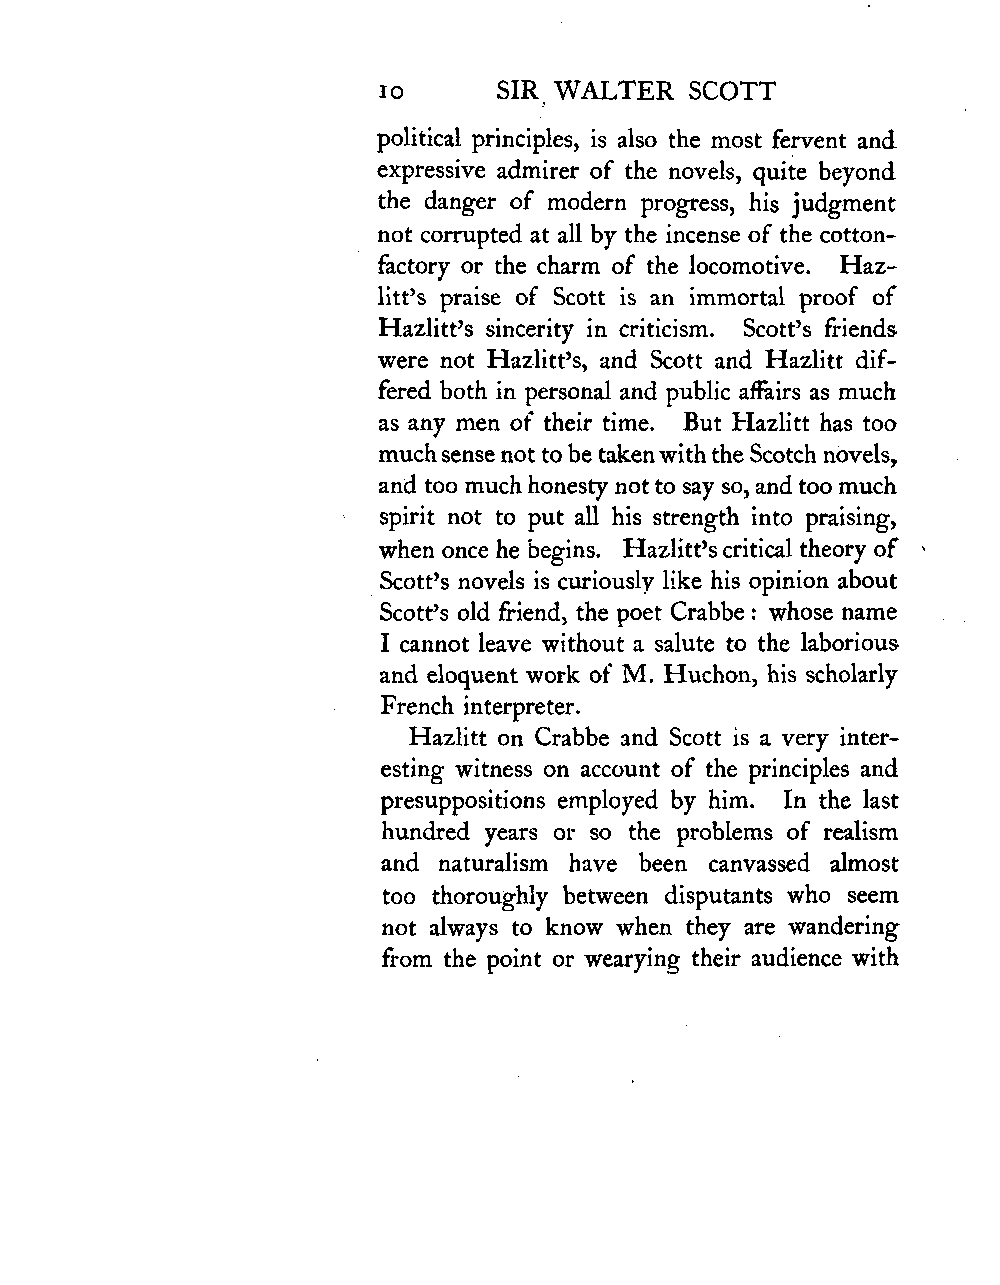 10 SIR WALTER SCOTT
political principles, is also the most fervent and
expressive admirer of the novels, quite beyond
the danger of modern progress, his judgment
not corrupted at all by the incense of the cotton-
factory or the charm of the locomotive. Haz-
litt's praise of Scott is an immortal proof of
Hazlitt's sincerity in criticism. Scott's friends
were not Hazlitt's, and Scott and Hazlitt dif-
fered both in personal and public affairs as much
as any men of their time. But Hazlitt has too
much sense not to be taken with the Scotch novels,
and too much honesty not to say so, and too much
spirit not to put all his strength into praising,
when once he begins. Hazlitt's critical theory of
Scott's novels is curiously like his opinion about
Scott's old friend, the poet Crabbe : whose name
I cannot leave without a salute to the laborious
and eloquent work of M. Huchon, his scholarly
French interpreter.
Hazlitt on Crabbe and Scott is a very inter-
esting witness on account of the principles and
presuppositions employed by him. In the last
hundred years or so the problems of realism
and naturalism have been canvassed almost
too thoroughly between disputants who seem
not always to know when they are wandering
from the point or wearying their audience with